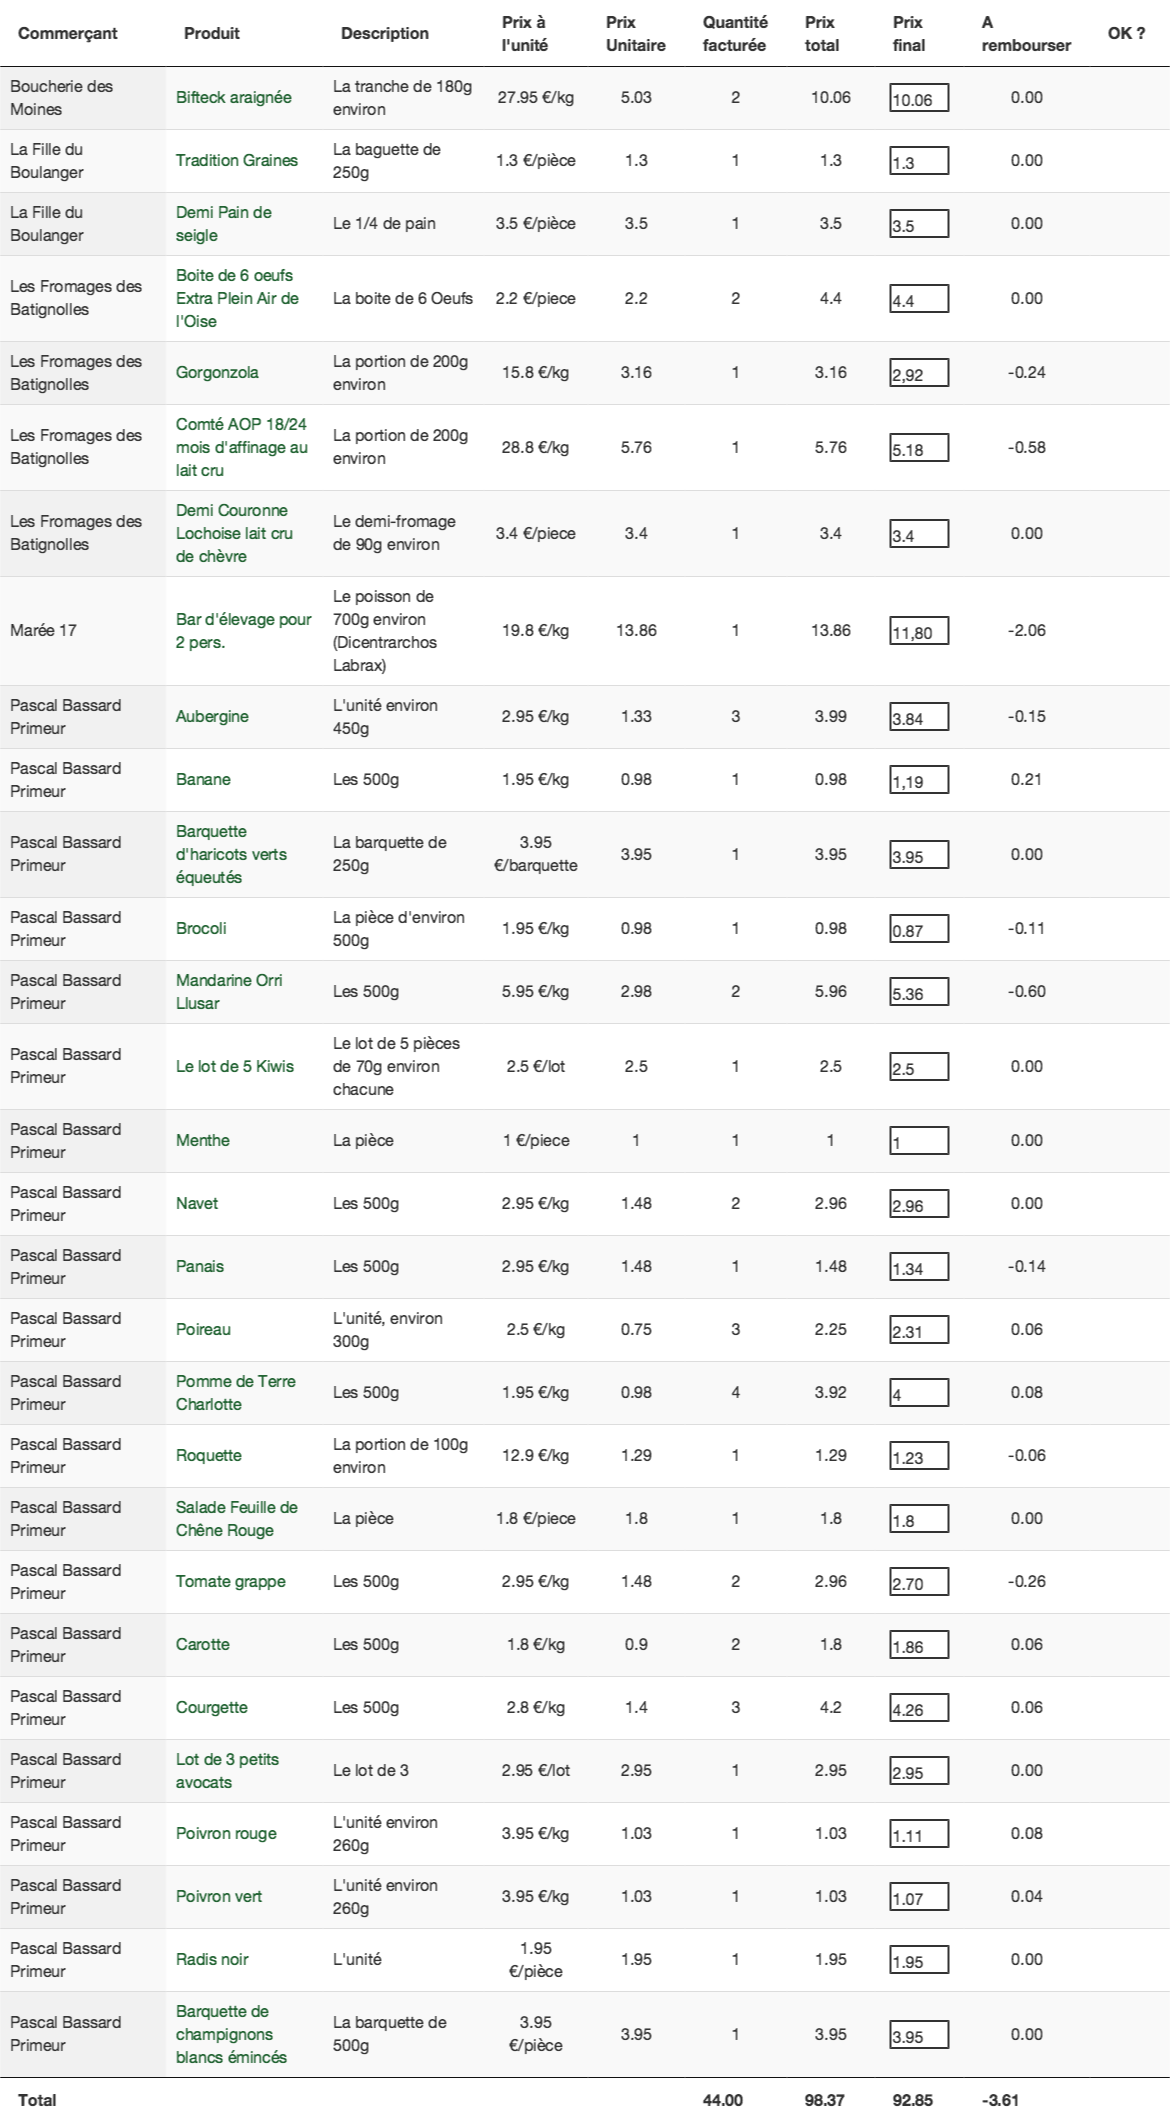 Commerçant Produit Description Prix à l'unité Prix Unitaire Quantité facturée Prix total Prix final A rembourser OK ?
Boucherie des Moines Bifteck araignée La tranche de 180g environ 27.95 €/kg 5.03 2 10.06 10.06 0.00
La Fille du Boulanger Tradition Graines La baguette de 250g 1.3 €/pièce 1.3 1 1.3 1.3 0.00
La Fille du Boulanger Demi Pain de seigle Le 1/4 de pain 3.5 €/pièce 3.5 1 3.5 3.5 0.00
Les Fromages des Batignolles Boite de 6 oeufs Extra Plein Air de l'Oise La boite de 6 Oeufs 2.2 €/piece 2.2 2 4.4 4.4 0.00
Les Fromages des Batignolles Gorgonzola La portion de 200g environ 15.8 €/kg 3.16 1 3.16 2,92 -0.24
Les Fromages des Batignolles Comté AOP 18/24 mois d'affinage au lait cru La portion de 200g environ 28.8 €/kg 5.76 1 5.76 5.18 -0.58
Les Fromages des Batignolles Demi Couronne Lochoise lait cru de chèvre Le demi-fromage de 90g environ 3.4 €/piece 3.4 1 3.4 3.4 0.00
Marée 17 Bar d'élevage pour 2 pers. Le poisson de 700g environ (Dicentrarchos Labrax) 19.8 €/kg 13.86 1 13.86 11,80 -2.06
Pascal Bassard Primeur Aubergine L'unité environ 450g 2.95 €/kg 1.33 3 3.99 3.84 -0.15
Pascal Bassard Primeur Banane Les 500g 1.95 €/kg 0.98 1 0.98 1,19 0.21
Pascal Bassard Primeur Barquette d'haricots verts équeutés La barquette de 250g 3.95 €/barquette 3.95 1 3.95 3.95 0.00
Pascal Bassard Primeur Brocoli La pièce d'environ 500g 1.95 €/kg 0.98 1 0.98 0.87 -0.11
Pascal Bassard Primeur Mandarine Orri Llusar Les 500g 5.95 €/kg 2.98 2 5.96 5.36 -0.60
Pascal Bassard Primeur Le lot de 5 Kiwis Le lot de 5 pièces de 70g environ chacune 2.5 €/lot 2.5 1 2.5 2.5 0.00
Pascal Bassard Primeur Menthe La pièce 1 €/piece 1 1 1 1 0.00
Pascal Bassard Primeur Navet Les 500g 2.95 €/kg 1.48 2 2.96 2.96 0.00
Pascal Bassard Primeur Panais Les 500g 2.95 €/kg 1.48 1 1.48 1.34 -0.14
Pascal Bassard Primeur Poireau L'unité, environ 300g 2.5 €/kg 0.75 3 2.25 2.31 0.06
Pascal Bassard Primeur Pomme de Terre Charlotte Les 500g 1.95 €/kg 0.98 4 3.92 4 0.08
Pascal Bassard Primeur Roquette La portion de 100g environ 12.9 €/kg 1.29 1 1.29 1.23 -0.06
Pascal Bassard Primeur Salade Feuille de Chêne Rouge La pièce 1.8 €/piece 1.8 1 1.8 1.8 0.00
Pascal Bassard Primeur Tomate grappe Les 500g 2.95 €/kg 1.48 2 2.96 2.70 -0.26
Pascal Bassard Primeur Carotte Les 500g 1.8 €/kg 0.9 2 1.8 1.86 0.06
Pascal Bassard Primeur Courgette Les 500g 2.8 €/kg 1.4 3 4.2 4.26 0.06
Pascal Bassard Primeur Lot de 3 petits avocats Le lot de 3 2.95 €/lot 2.95 1 2.95 2.95 0.00
Pascal Bassard Primeur Poivron rouge L'unité environ 260g 3.95 €/kg 1.03 1 1.03 1.11 0.08
Pascal Bassard Primeur Poivron vert L'unité environ 260g 3.95 €/kg 1.03 1 1.03 1.07 0.04
Pascal Bassard Primeur Radis noir L'unité 1.95 €/pièce 1.95 1 1.95 1.95 0.00
Pascal Bassard Primeur Barquette de champignons blancs émincés La barquette de 500g 3.95 €/pièce 3.95 1 3.95 3.95 0.00
Total 44.00 98.37 92.85 -3.61